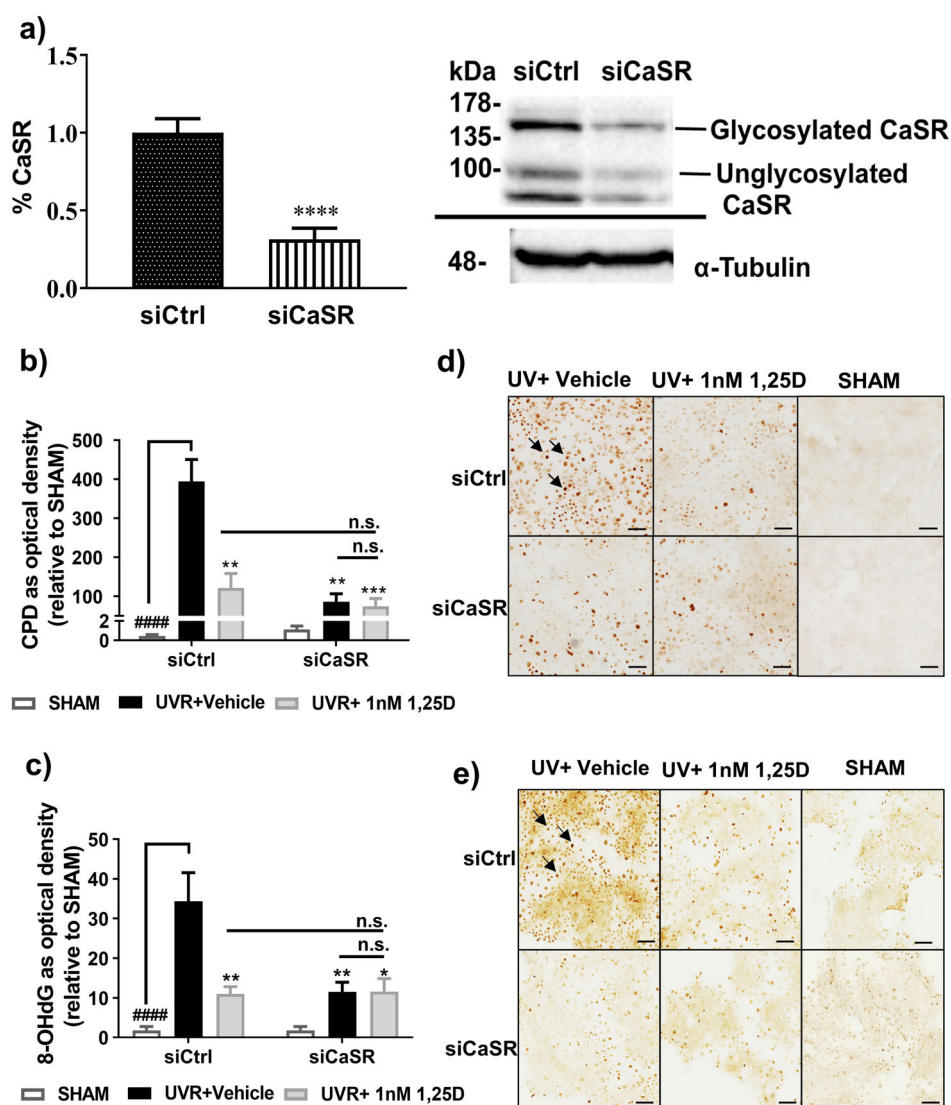 a)
% CaSR
1.5
1.0
0.5
0.0
****
siCtrl
siCaSR
kDa
siCtrl
siCaSR
178-
135-
100-
48-
Glycosylated CaSR
Unglycosylated
CaSR
α-Tubulin
b)
CPD as optical density
(relative to SHAM)
500
400
300
200
100
2
0
####
**
**
***
n.s.
n.s.
siCtrl
siCaSR
SHAM
UVR+Vehicle
UVR+ 1nM 1,25D
d)
UV+ Vehicle
UV+ 1nM 1,25D
SHAM
siCtrl
siCaSR
c)
8-OHdG as optical density
(relative to SHAM)
50
40
30
20
10
0
####
**
**
*
n.s.
n.s.
siCtrl
siCaSR
SHAM
UVR+Vehicle
UVR+ 1nM 1,25D
e)
UV+ Vehicle
UV+ 1nM 1,25D
SHAM
siCtrl
siCaSR